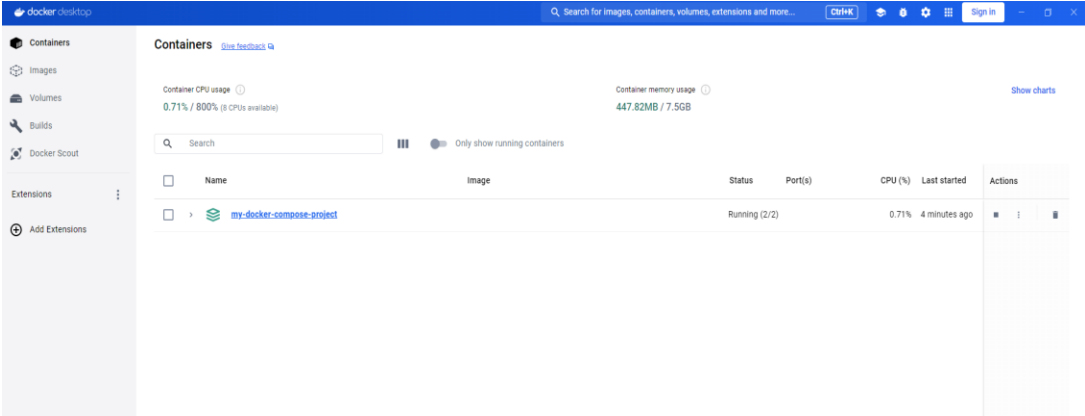 docker desktop
Search for images, containers, volumes, extensions and more...
Ctrl+K
Sign in
Containers
Images
Volumes
Builds
Docker Scout
Extensions
Add Extensions
Containers Give feedback
Container CPU usage
0.71% / 800% (8 CPUs available)
Container memory usage
447.82MB / 7.5GB
Show charts
Search
Only show running containers
Name Image Status Port(s) CPU (%) Last started Actions
my-docker-compose-project Running (2/2) 0.71% 4 minutes ago